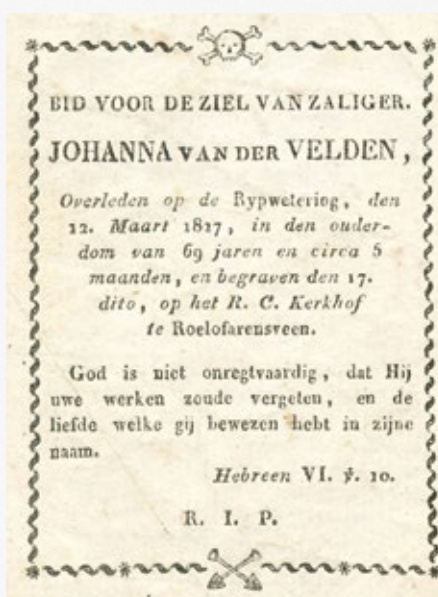 BID VOOR DE ZIEL VAN ZALIGER.
JOHANNA VAN DER VELDEN,
Overleden op de Rypwetering, den
12. Maart 1827, in den ouder-
dom van 69 jaren en circa 5
maanden, en begraven den 17.
dito, op het R. C. Kerkhof
te Roelofarensveen.
God is niet onregtvaardig, dat Hij
uwe werken zoude vergeten, en de
liefde welke gij bewezen hebt in zijne
naam.
Hebreen VI. ℣. 10.
R. I. P.